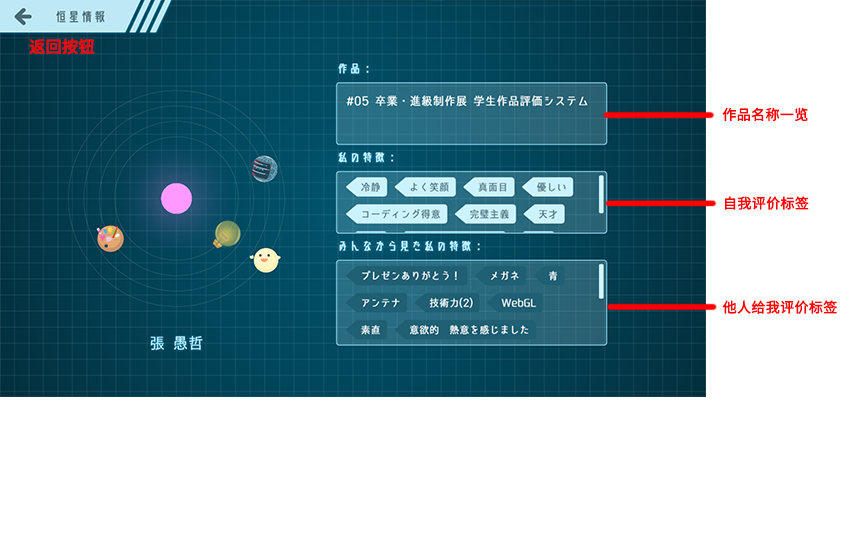 恒星情報
返回按钮
作品：
#05 卒業・進級制作展 学生作品評価システム
作品名称一览
私の特徴：
冷静 よく笑顔 真面目 優しい
コーディング得意 完璧主義 天才
自我评价标签
みんなから見た私の特徴：
プレゼンありがとう！ メガネ 青
アンテナ 技術力(2) WebGL
素直 意欲的 熱意を感じました
他人给我评价标签
張 愚哲